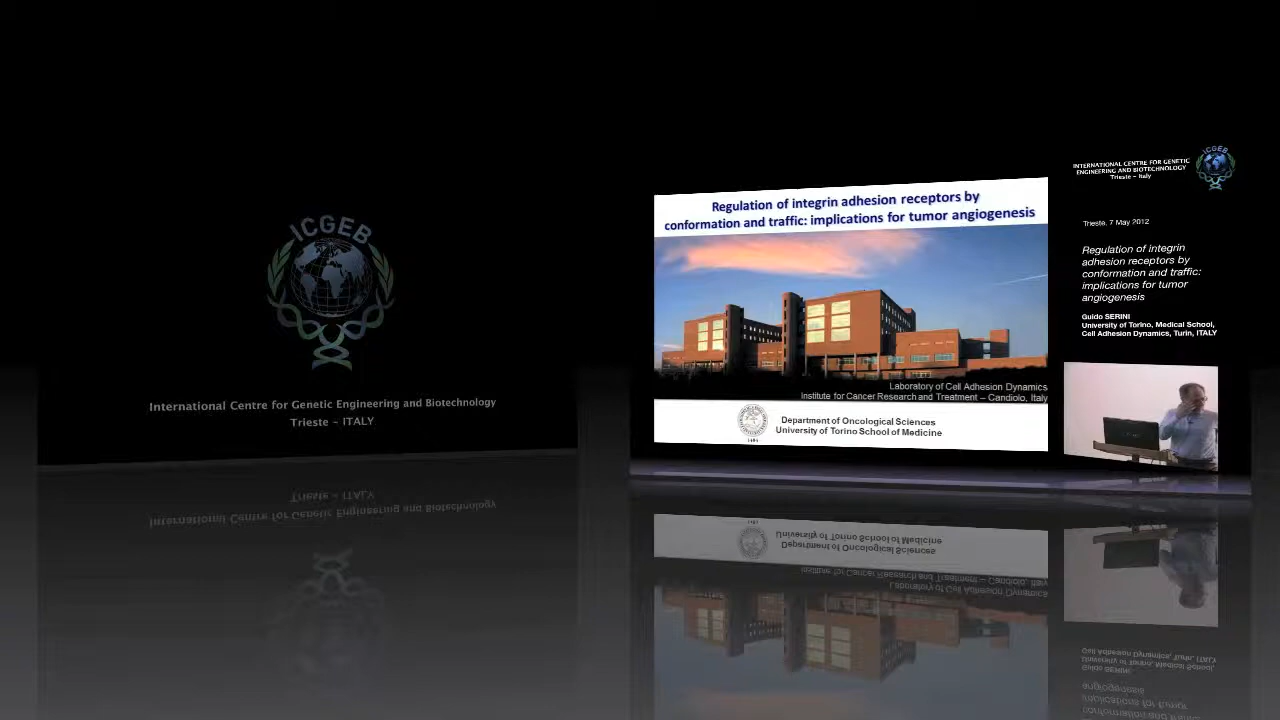 ICGEB
International Centre for Genetic Engineering and Biotechnology
Trieste - ITALY
Regulation of integrin adhesion receptors by
conformation and traffic: implications for tumor angiogenesis
Laboratory of Cell Adhesion Dynamics
Institute for Cancer Research and Treatment – Candiolo, Italy
Department of Oncological Sciences
University of Torino School of Medicine
1404
INTERNATIONAL CENTRE FOR GENETIC
ENGINEERING AND BIOTECHNOLOGY
Trieste - Italy
ICGEB
Trieste, 7 May 2012
Regulation of integrin
adhesion receptors by
conformation and traffic:
implications for tumor
angiogenesis
Guido SERINI
University of Torino, Medical School,
Cell Adhesion Dynamics, Turin, ITALY